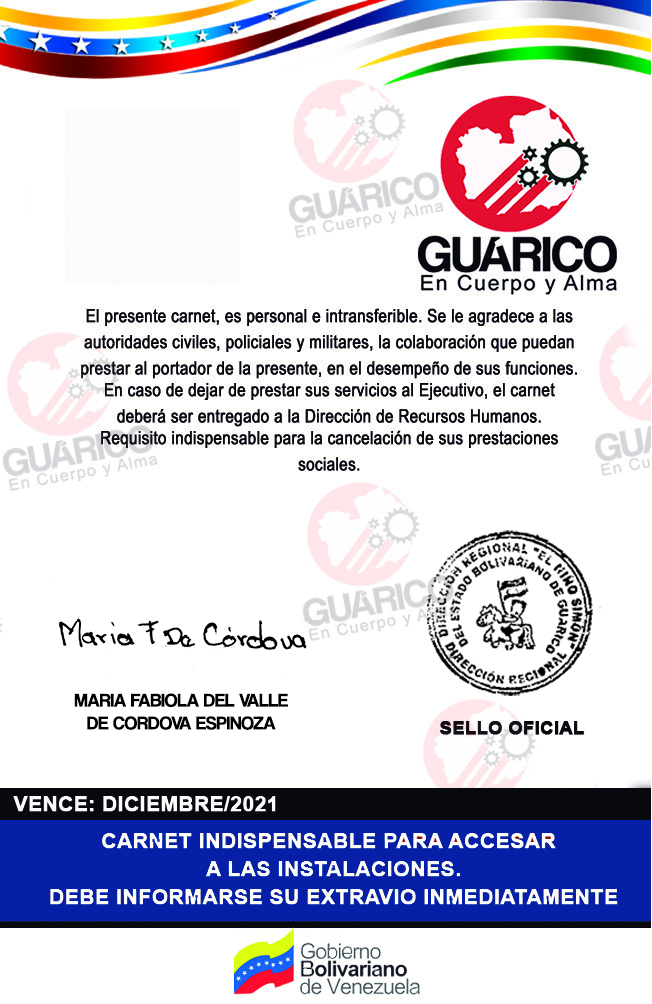 GUÁRICO
En Cuerpo y Alma
GUÁRICO
En Cuerpo y Alma
El presente carnet, es personal e intransferible. Se le agradece a las
autoridades civiles, policiales y militares, la colaboración que puedan
prestar al portador de la presente, en el desempeño de sus funciones.
En caso de dejar de prestar sus servicios al Ejecutivo, el carnet
deberá ser entregado a la Dirección de Recursos Humanos.
Requisito indispensable para la cancelación de sus prestaciones
sociales.
GUÁRICO
En Cuerpo y Alma
GUÁ
En Cu
GUÁRICO
En Cuerpo y Alma
DIRECCIÓN REGIONAL "EL NIÑO SIMÓN"
DEL ESTADO BOLIVARIANO DE GUARICO
DIRECCIÓN REGIONAL
Maria F De Córdova
MARIA FABIOLA DEL VALLE
DE CORDOVA ESPINOZA
SELLO OFICIAL
VENCE: DICIEMBRE/2021
CARNET INDISPENSABLE PARA ACCESAR
A LAS INSTALACIONES.
DEBE INFORMARSE SU EXTRAVIO INMEDIATAMENTE
Gobierno
Bolivariano
de Venezuela